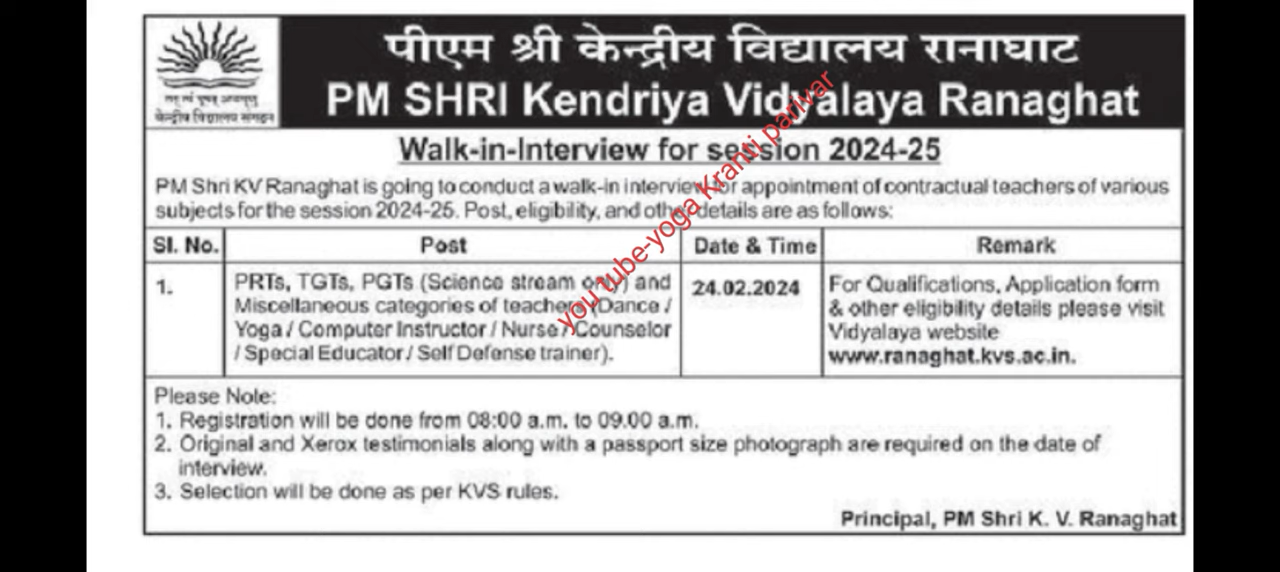 पीएम श्री केन्द्रीय विद्यालय रानाघाट
केन्द्रीय विद्यालय संगठन
PM SHRI Kendriya Vidyalaya Ranaghat
Walk-in-Interview for session 2024-25
PM Shri KV Ranaghat is going to conduct a walk-in interview for appointment of contractual teachers of various
subjects for the session 2024-25. Post, eligibility, and other details are as follows:
Sl. No. Post Date & Time Remark
1. PRTs, TGTs, PGTs (Science stream only) and 24.02.2024 For Qualifications, Application form
Miscellaneous categories of teachers (Dance / & other eligibility details please visit
Yoga / Computer Instructor / Nurse / Counselor Vidyalaya website
/ Special Educator / Self Defense trainer). www.ranaghat.kvs.ac.in.
Please Note:
1. Registration will be done from 08:00 a.m. to 09.00 a.m.
2. Original and Xerox testimonials along with a passport size photograph are required on the date of
interview.
3. Selection will be done as per KVS rules.
Principal, PM Shri K. V. Ranaghat
you tube-yoga Kranti parivar